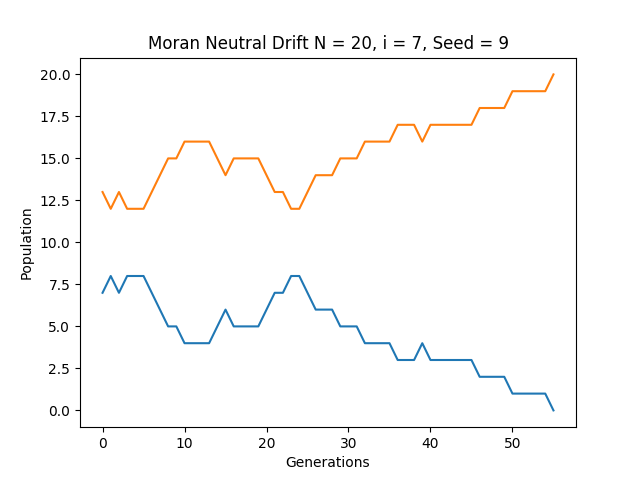 Moran Neutral Drift N = 20, i = 7, Seed = 9
20.0
17.5
15.0
12.5
10.0
7.5
5.0
2.5
0.0
Population
0 10 20 30 40 50
Generations